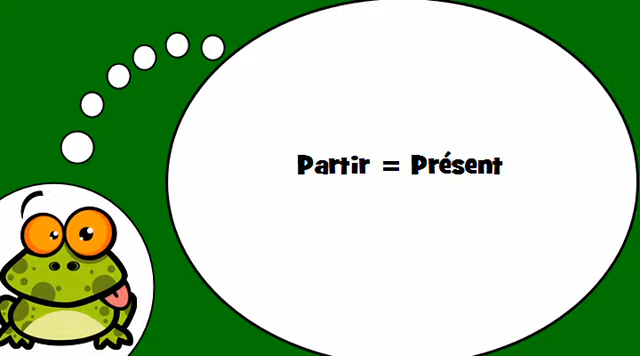 Partir = Présent